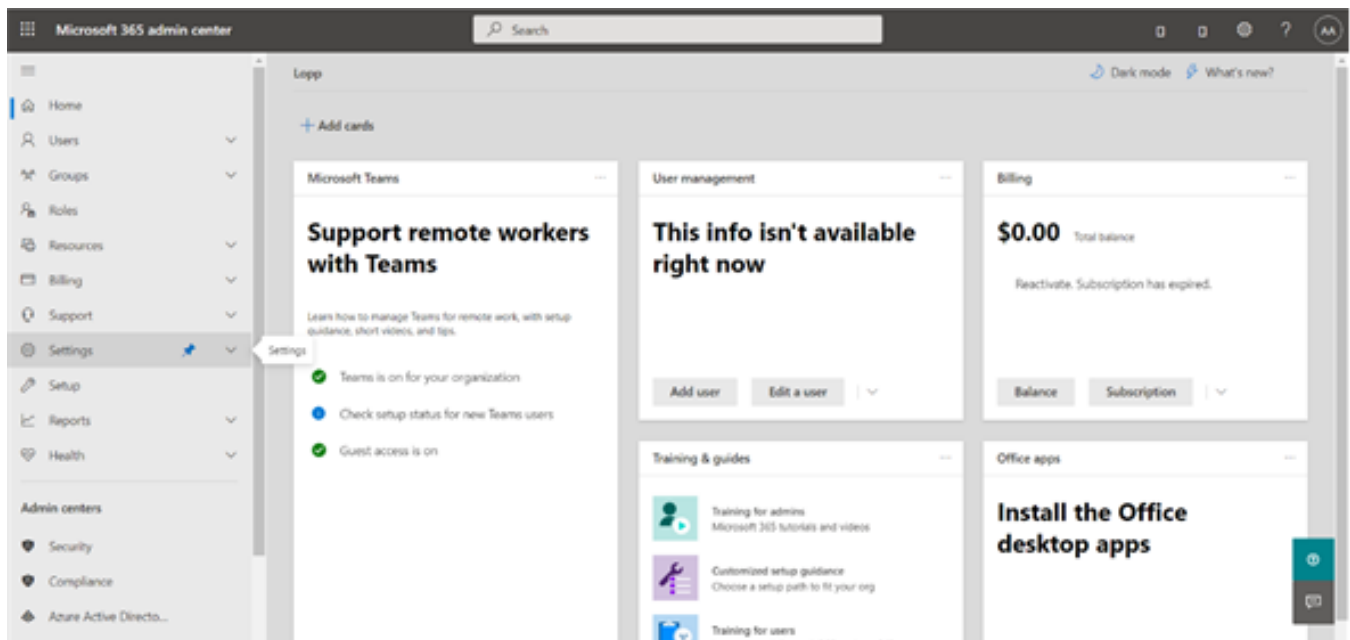 Microsoft 365 admin center
Search
?
AA
Lopp
Dark mode
What's new?
Home
Users
Groups
Roles
Resources
Billing
Support
Settings
Setup
Reports
Health
Admin centers
Security
Compliance
Azure Active Directo...
Settings
Add cards
Microsoft Teams
Support remote workers
with Teams
Learn how to manage Teams for remote work, with setup
guidance, short videos, and tips.
Teams is on for your organization
Check setup status for new Teams users
Guest access is on
User management
This info isn't available
right now
Add user
Edit a user
Billing
$0.00 Total balance
Reactivate. Subscription has expired.
Balance
Subscription
Training & guides
Training for admins
Microsoft 365 tutorials and videos
Customized setup guidance
Choose a setup path to fit your org
Training for users
Office apps
Install the Office
desktop apps